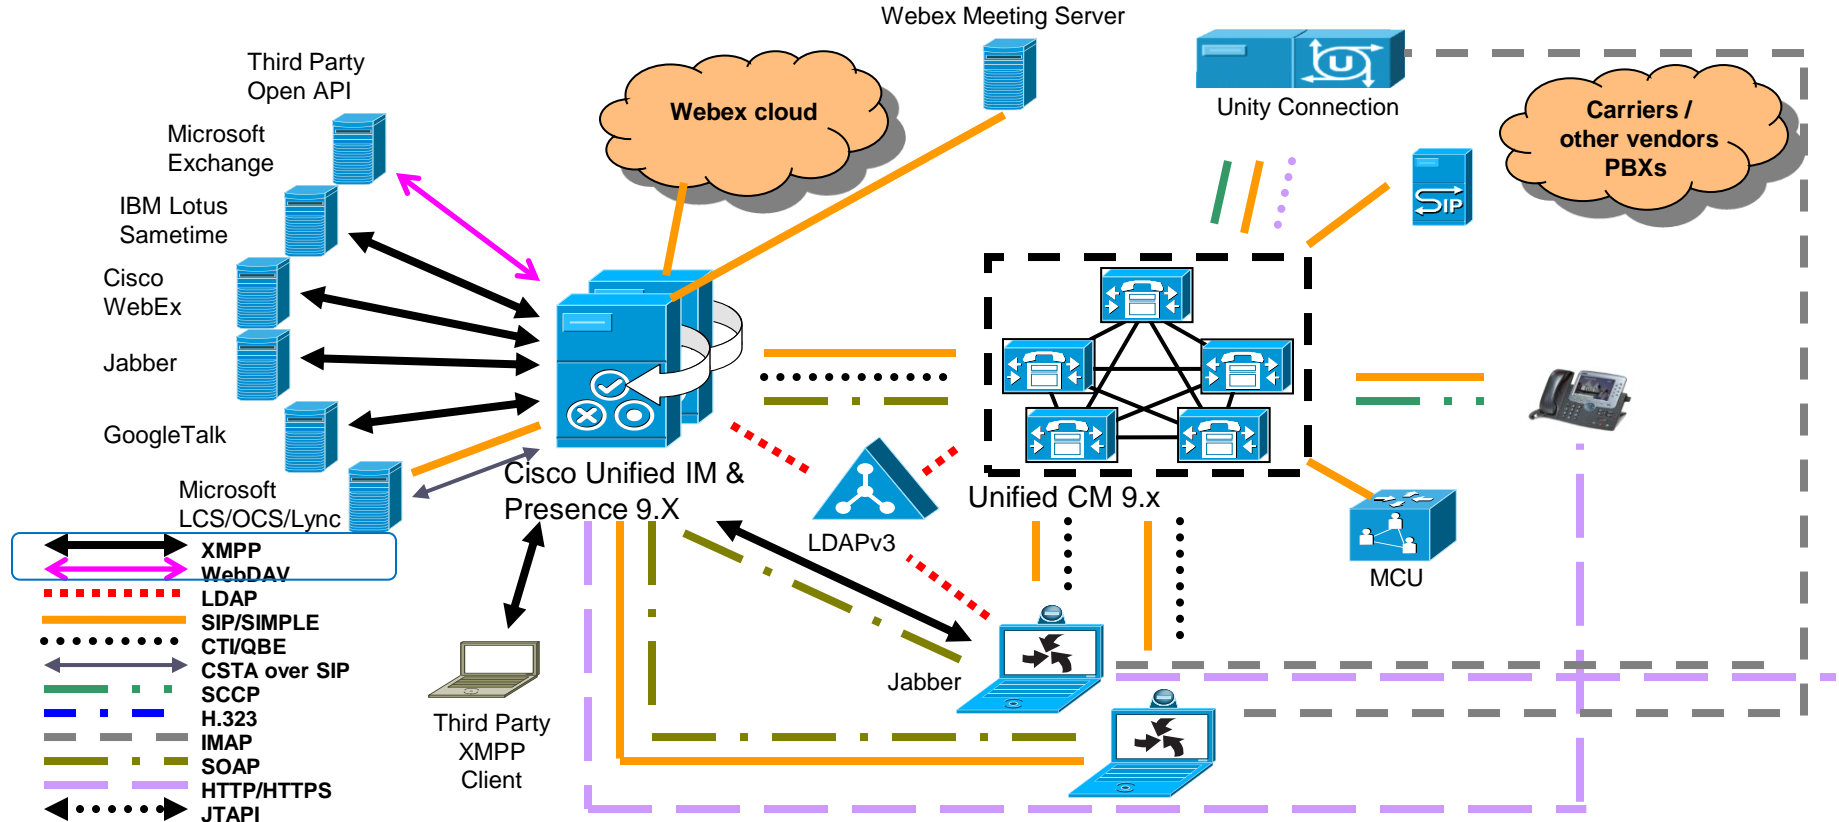 Webex Meeting Server
Third Party
Open API
Microsoft
Exchange
IBM Lotus
Sametime
Cisco
WebEx
Jabber
GoogleTalk
Microsoft
LCS/OCS/Lync
Webex cloud
U
Unity Connection
Carriers /
other vendors
PBXs
SIP
Cisco Unified IM &
Presence 9.X
Unified CM 9.x
LDAPv3
MCU
Jabber
Third Party
XMPP
Client
XMPP
WebDAV
LDAP
SIP/SIMPLE
CTI/QBE
CSTA over SIP
SCCP
H.323
IMAP
SOAP
HTTP/HTTPS
JTAPI